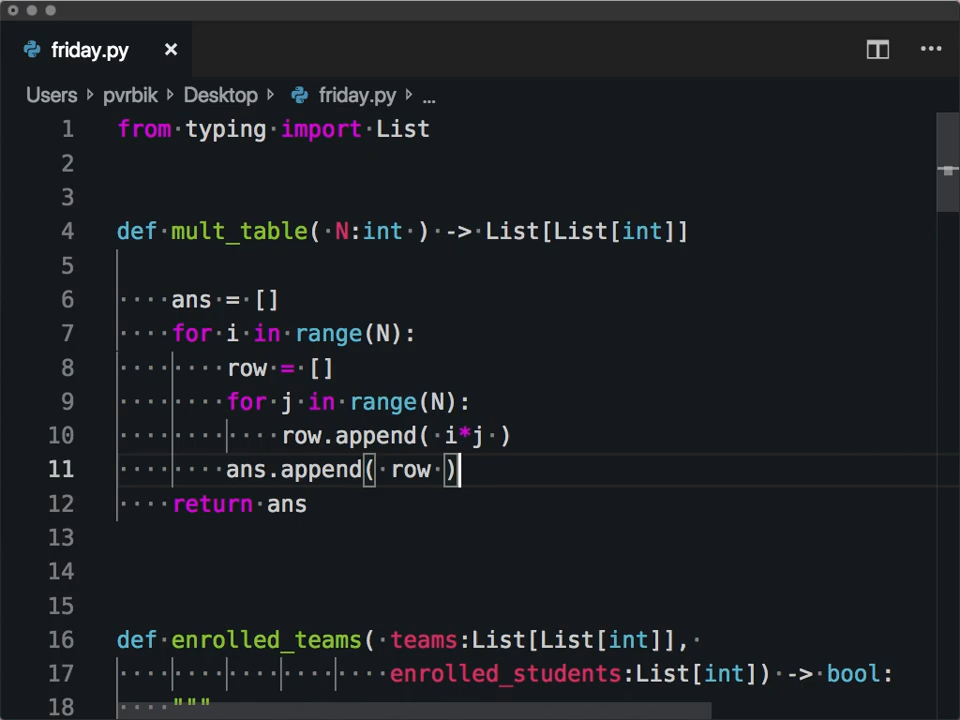 friday.py ×
Users pvrbik Desktop friday.py ...
1 from typing import List
2
3
4 def mult_table( N:int ) -> List[List[int]]
5
6     ans = []
7     for i in range(N):
8         row = []
9         for j in range(N):
10             row.append( i*j )
11         ans.append( row )
12     return ans
13
14
15
16 def enrolled_teams( teams:List[List[int]],
17                     enrolled_students:List[int]) -> bool:
18     """